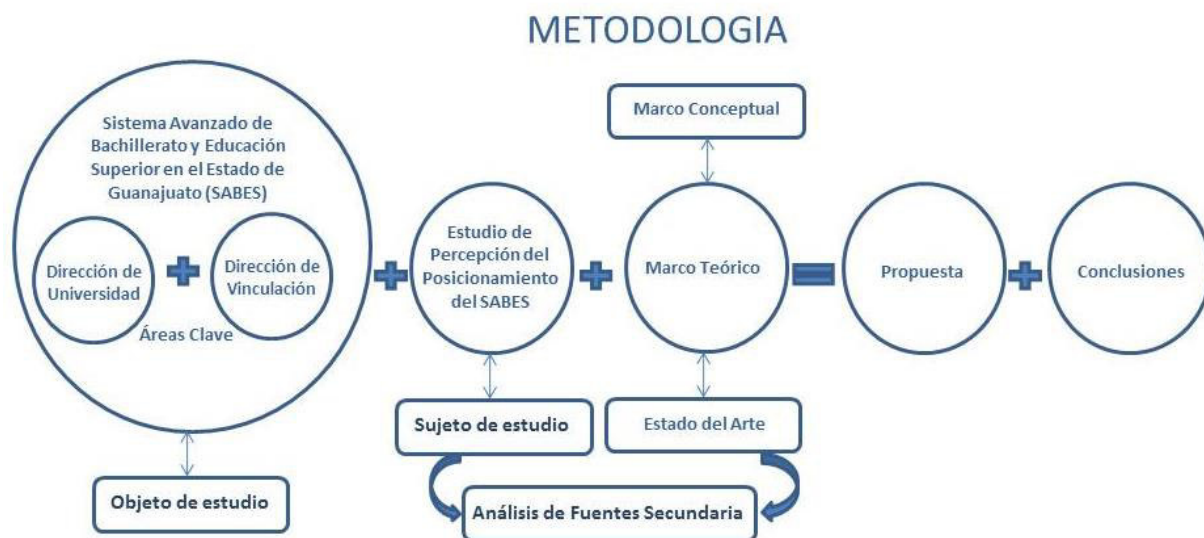 METODOLOGIA
Sistema Avanzado de
Bachillerato y Educación
Superior en el Estado de
Guanajuato (SABES)
Dirección de
Universidad
Dirección de
Vinculación
Áreas Clave
Objeto de estudio
Estudio de
Percepción del
Posicionamiento
del SABES
Sujeto de estudio
Marco Conceptual
Marco Teórico
Estado del Arte
Análisis de Fuentes Secundaria
Propuesta
Conclusiones